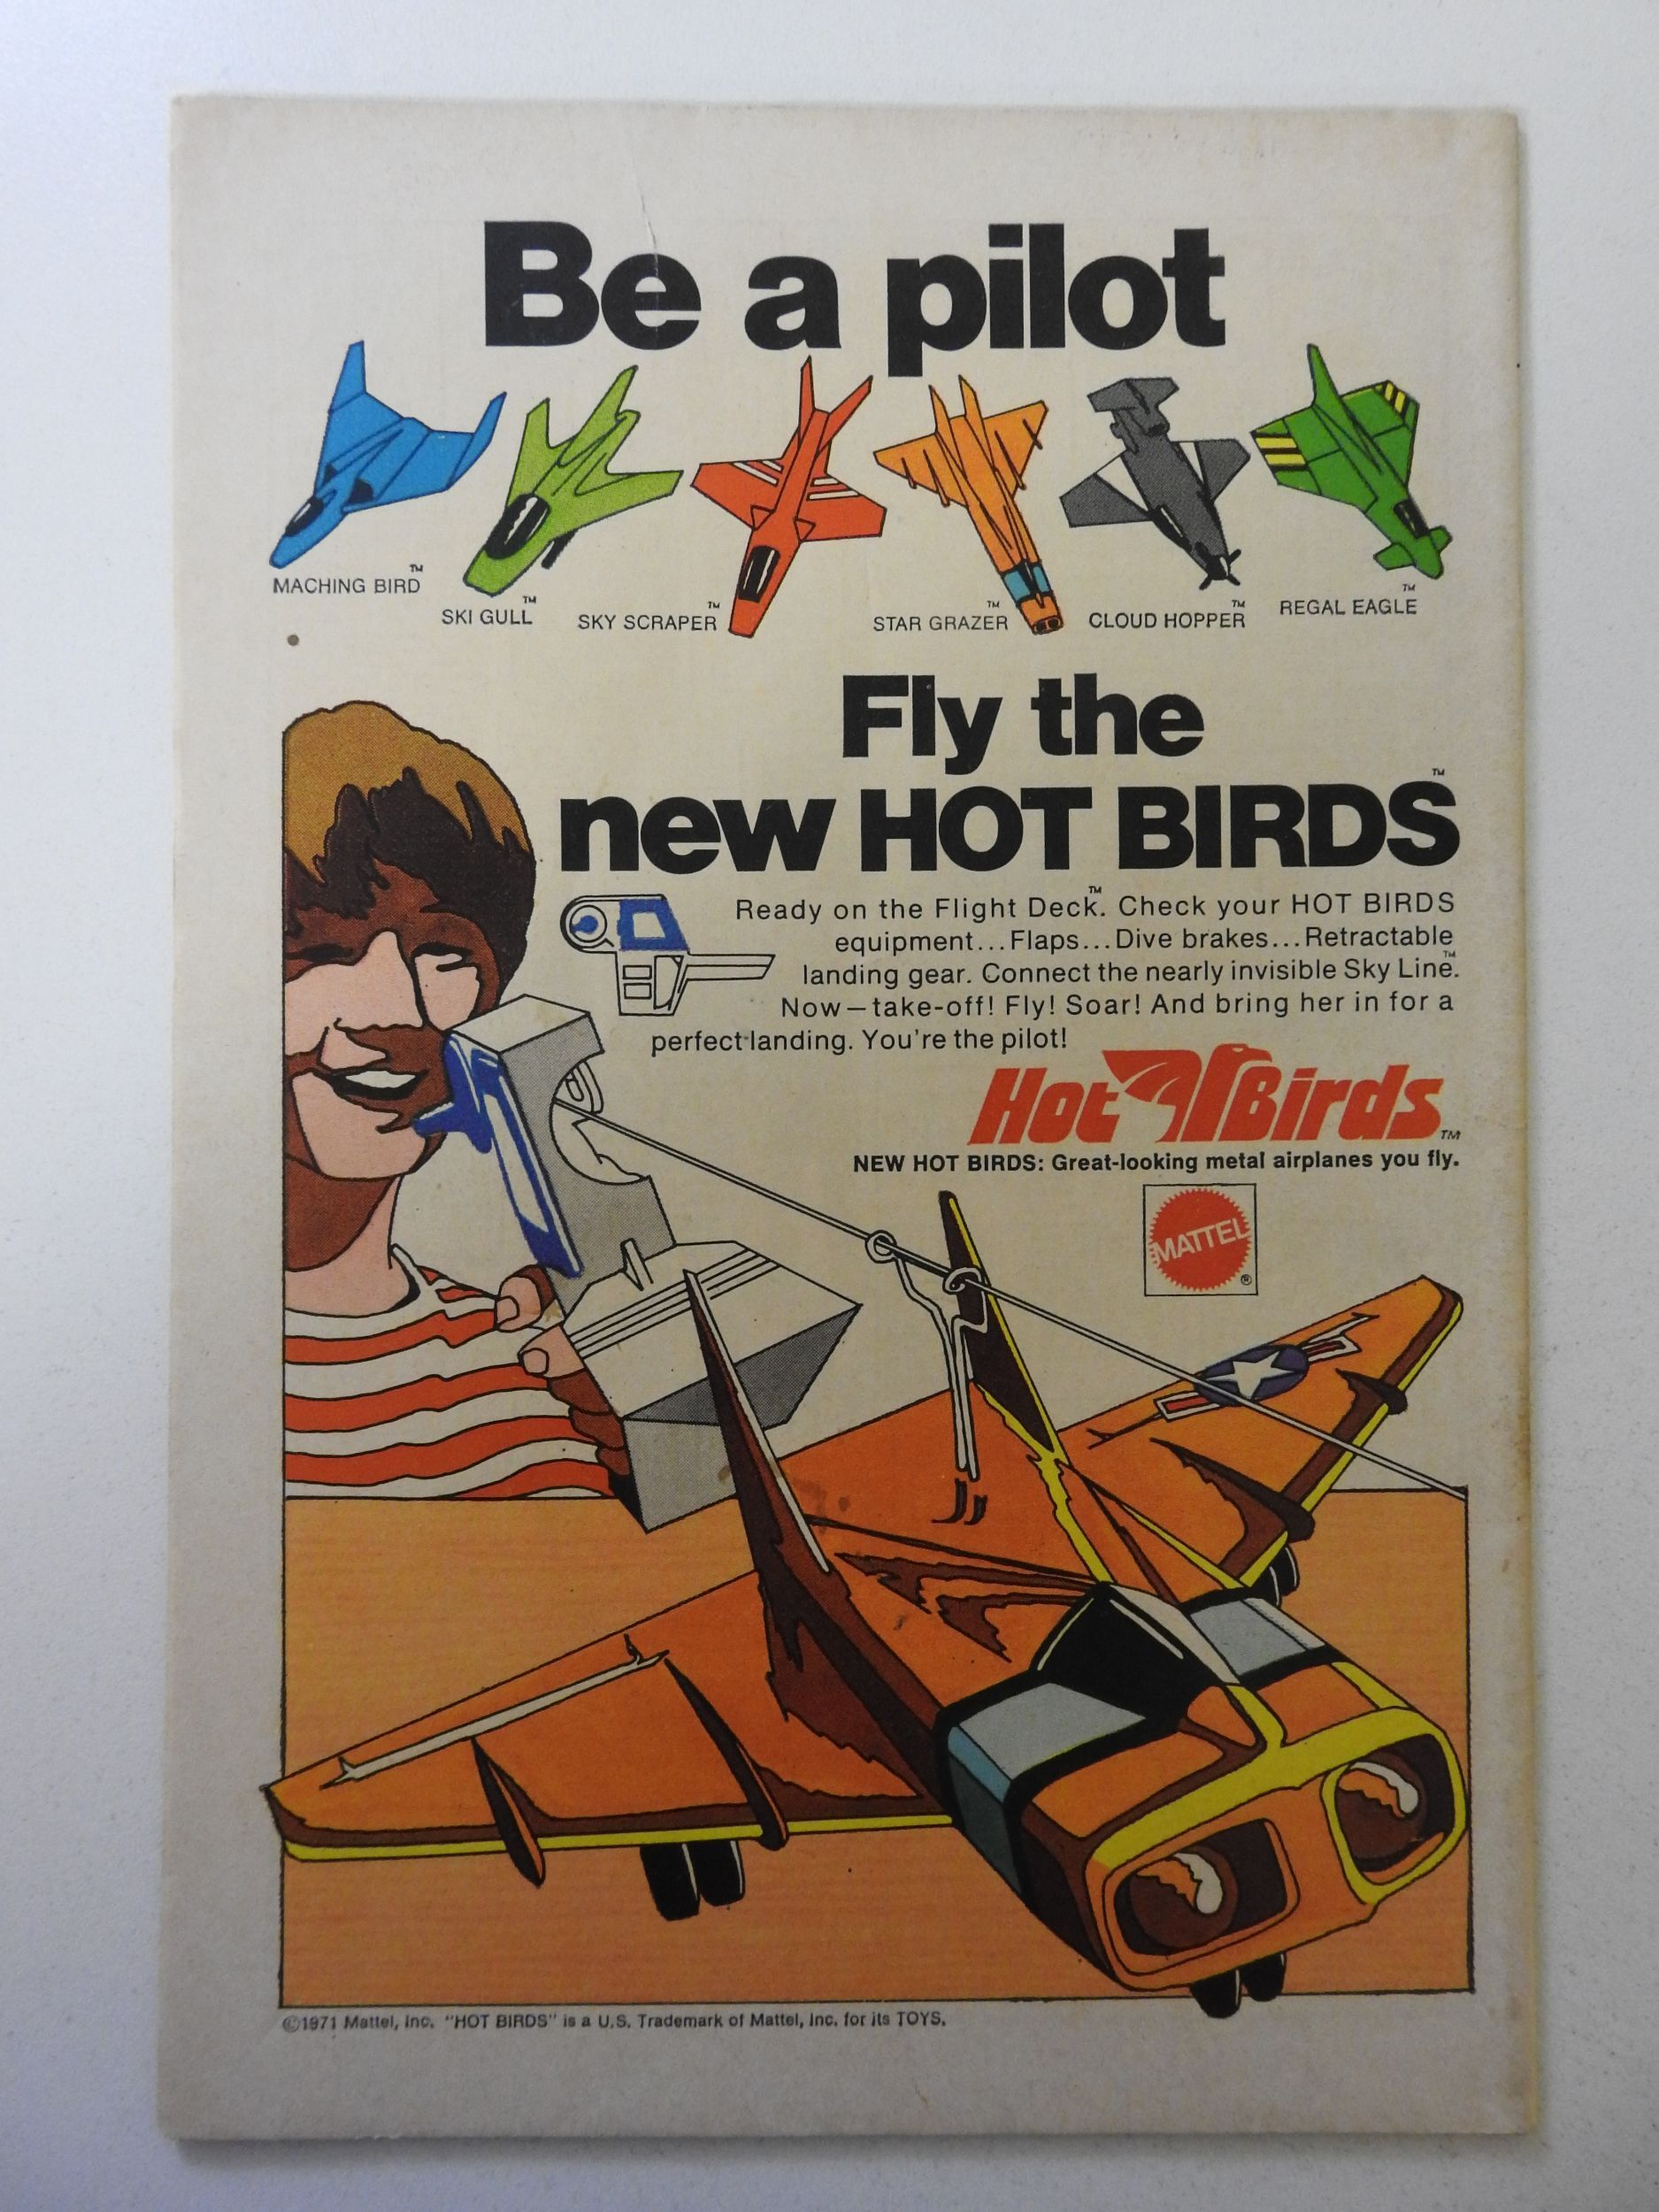 Be a pilot
MACHING BIRD™
SKI GULL™
SKY SCRAPER™
STAR GRAZER™
CLOUD HOPPER™
REGAL EAGLE™
Fly the
new HOT BIRDS™
Ready on the Flight Deck™. Check your HOT BIRDS
equipment...Flaps...Dive brakes...Retractable
landing gear. Connect the nearly invisible Sky Line™.
Now—take-off! Fly! Soar! And bring her in for a
perfect landing. You're the pilot!
Hot Birds™
NEW HOT BIRDS: Great-looking metal airplanes you fly.
MATTEL®
©1971 Mattel, Inc. "HOT BIRDS" is a U.S. Trademark of Mattel, Inc. for its TOYS.